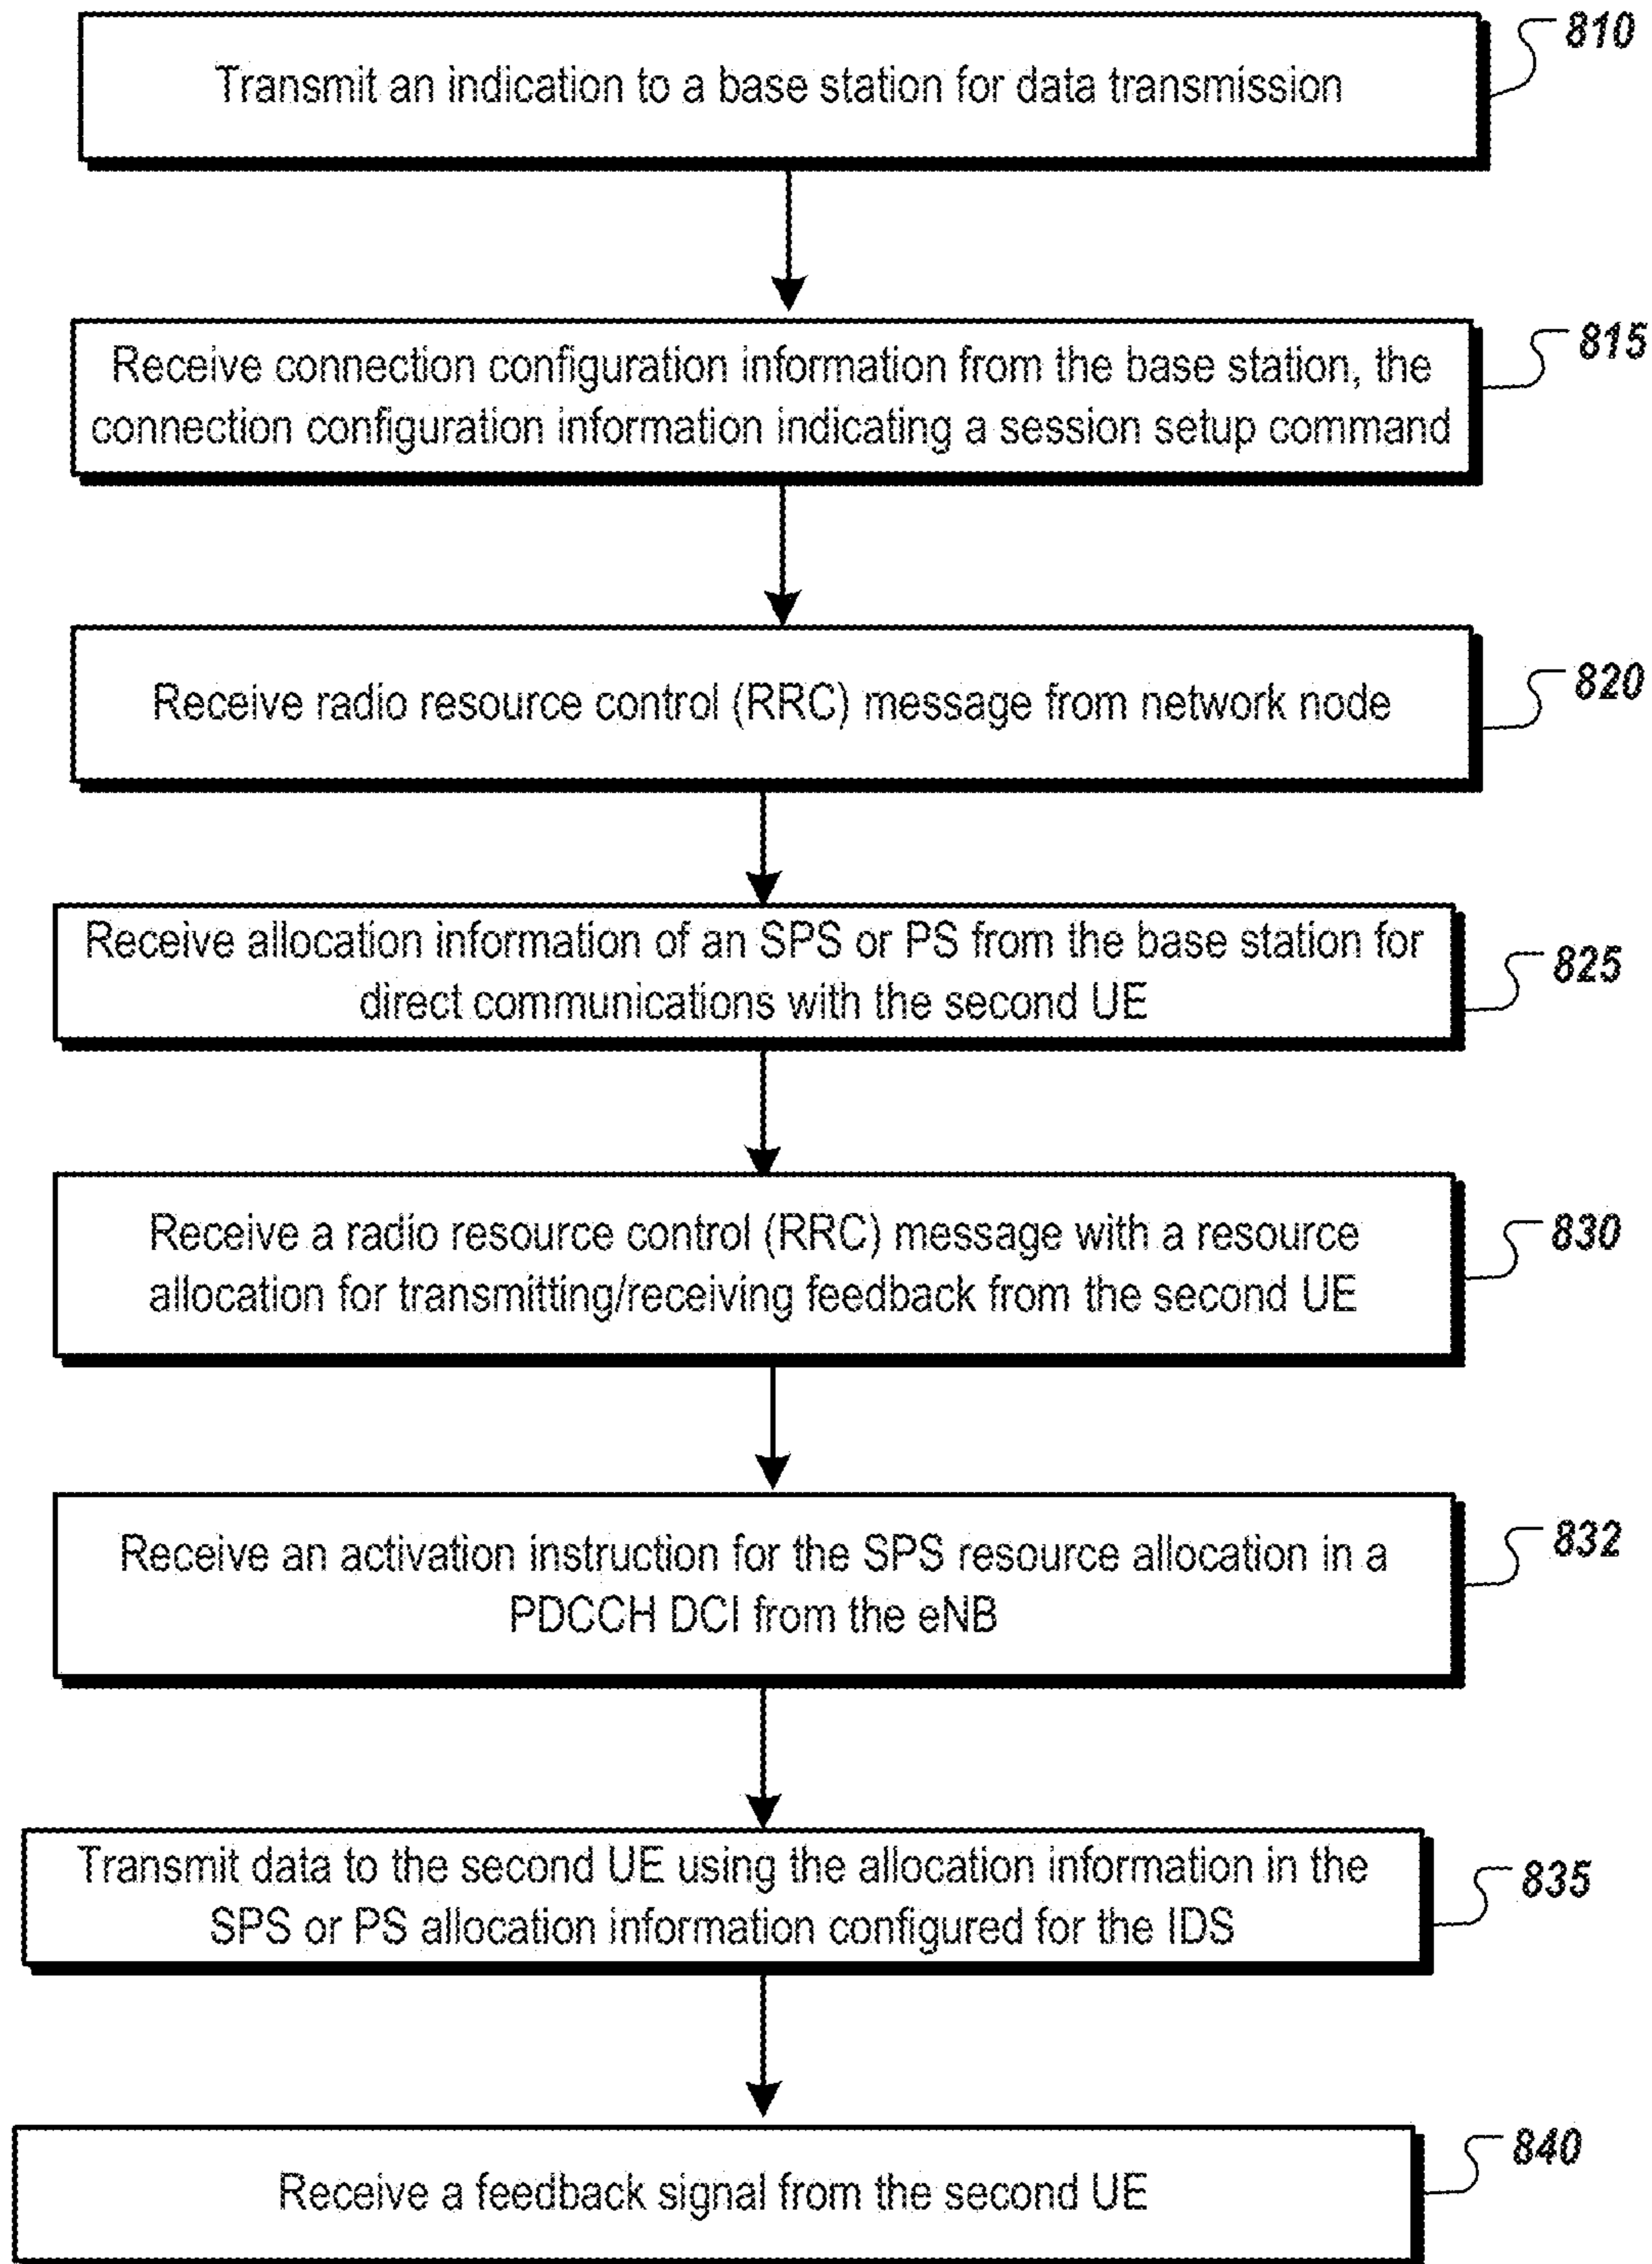 810
Transmit an indication to a base station for data transmission
815
Receive connection configuration information from the base station, the
connection configuration information indicating a session setup command
820
Receive radio resource control (RRC) message from network node
Receive allocation information of an SPS or PS from the base station for
825
direct communications with the second UE
830
Receive a radio resource control (RRC) message with a resource
allocation for transmitting/receiving feedback from the second UE
832
Receive an activation instruction for the SPS resource allocation in a
PDCCH DCI from the eNB
Transmit data to the second UE using the allocation information in the
835
SPS or PS allocation information configured for the IDS
840
Receive a feedback signal from the second UE